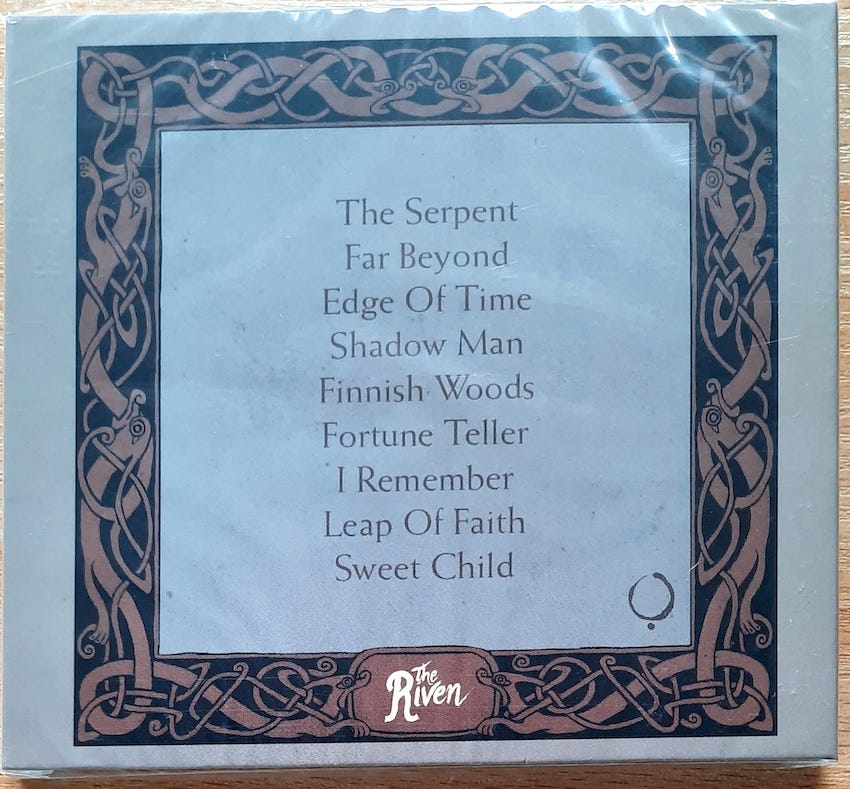 The Serpent
Far Beyond
Edge Of Time
Shadow Man
Finnish Woods
Fortune Teller
I Remember
Leap Of Faith
Sweet Child
The
Riven